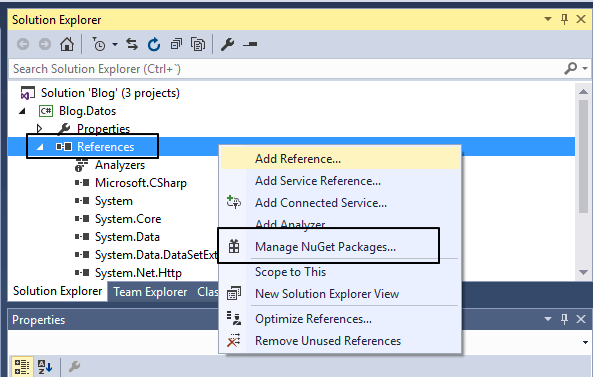 Solution Explorer
Search Solution Explorer (Ctrl+`)
Solution 'Blog' (3 projects)
C# Blog.Datos
Properties
References
Analyzers
Microsoft.CSharp
System
System.Core
System.Data
System.Data.DataSetExt
System.Net.Http
Add Reference...
Add Service Reference...
Add Connected Service...
Add Analyzer
Manage NuGet Packages...
Scope to This
New Solution Explorer View
Optimize References...
Remove Unused References
Solution Explorer Team Explorer Clas
Properties